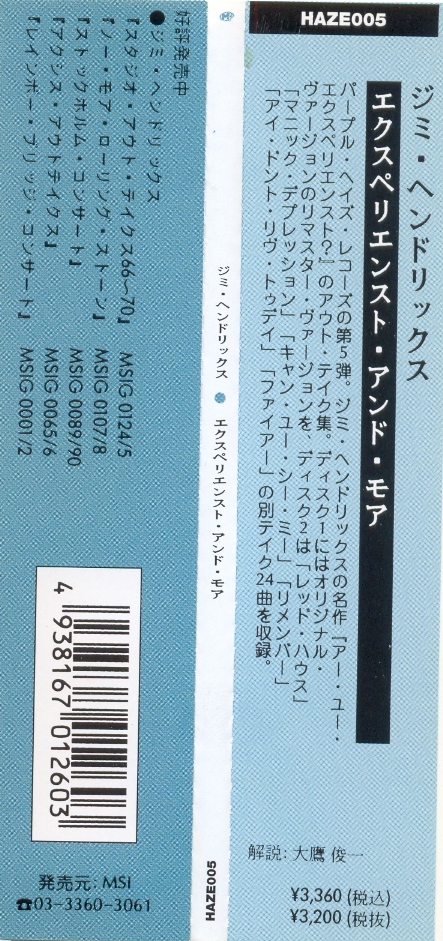 HAZE005
ジミ・ヘンドリックス
エクスペリエンスト・アンド・モア
パープル・ヘイズ・レコーズの第5弾。ジミ・ヘンドリックスの名作「アー・ユー・
エクスペリエンスト?』のアウト・テイク集。ディスク1にはオリジナル・
ヴァージョンのリマスター・ヴァージョンを、ディスク2は「レッド・ハウス」
「マニック・デプレッション」「キャン・ユー・シー・ミー」「リメンバー」
「アイ・ドント・リヴ・トゥデイ」「ファイアー」の別テイク24曲を収録。
解説: 大鷹 俊一
¥3,360 (税込)
¥3,200 (税抜)
ジミ・ヘンドリックス エクスペリエンスト・アンド・モア
HAZE005
好評発売中
●ジミ・ヘンドリックス
『スタジオ・アウト・テイクス66〜70』 MSIG 0124/5
『ノー・モア・ローリング・ストーン』 MSIG 0107/8
『ストックホルム・コンサート』 MSIG 0089/90
『アクシス・アウトテイクス』 MSIG 0065/6
『レインボー・ブリッジ・コンサート』 MSIG 0001/2
4 938167 012603
発売元: MSI
☎03-3360-3061